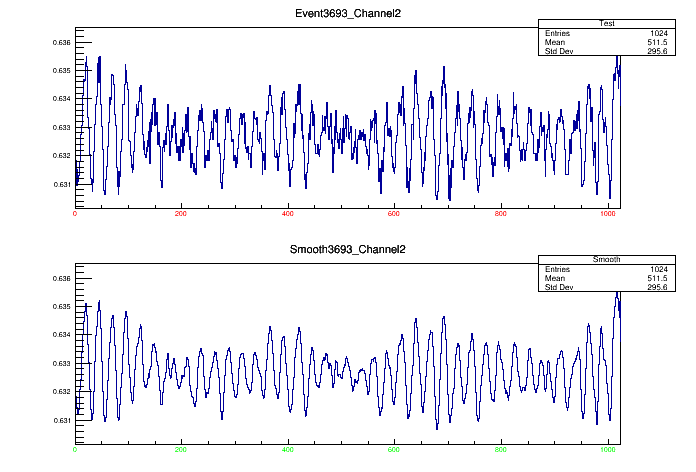 Event3693_Channel2
Test
Entries 1024
Mean 511.5
Std Dev 295.6
0.636
0.635
0.634
0.633
0.632
0.631
0 200 400 600 800 1000
Smooth3693_Channel2
Smooth
Entries 1024
Mean 511.5
Std Dev 295.6
0.636
0.635
0.634
0.633
0.632
0.631
0 200 400 600 800 1000